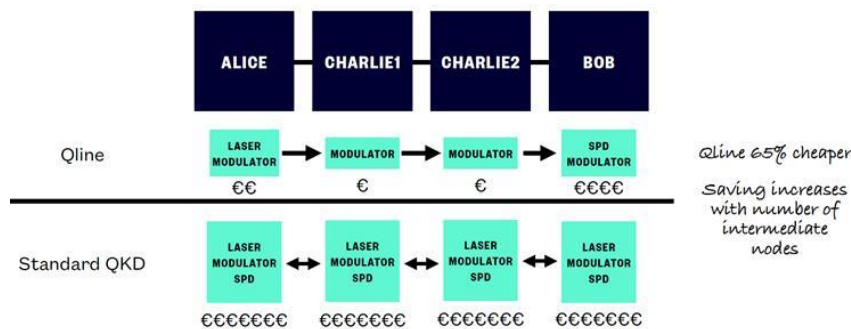 ALICE CHARLIE1 CHARLIE2 BOB
Qline
LASER
MODULATOR
MODULATOR
MODULATOR
SPD
MODULATOR
€€ € € €€€€
Qline 65% cheaper
Saving increases
with number of
intermediate
nodes
Standard QKD
LASER
MODULATOR
SPD
LASER
MODULATOR
SPD
LASER
MODULATOR
SPD
LASER
MODULATOR
SPD
€€€€€€€ €€€€€€€ €€€€€€€ €€€€€€€